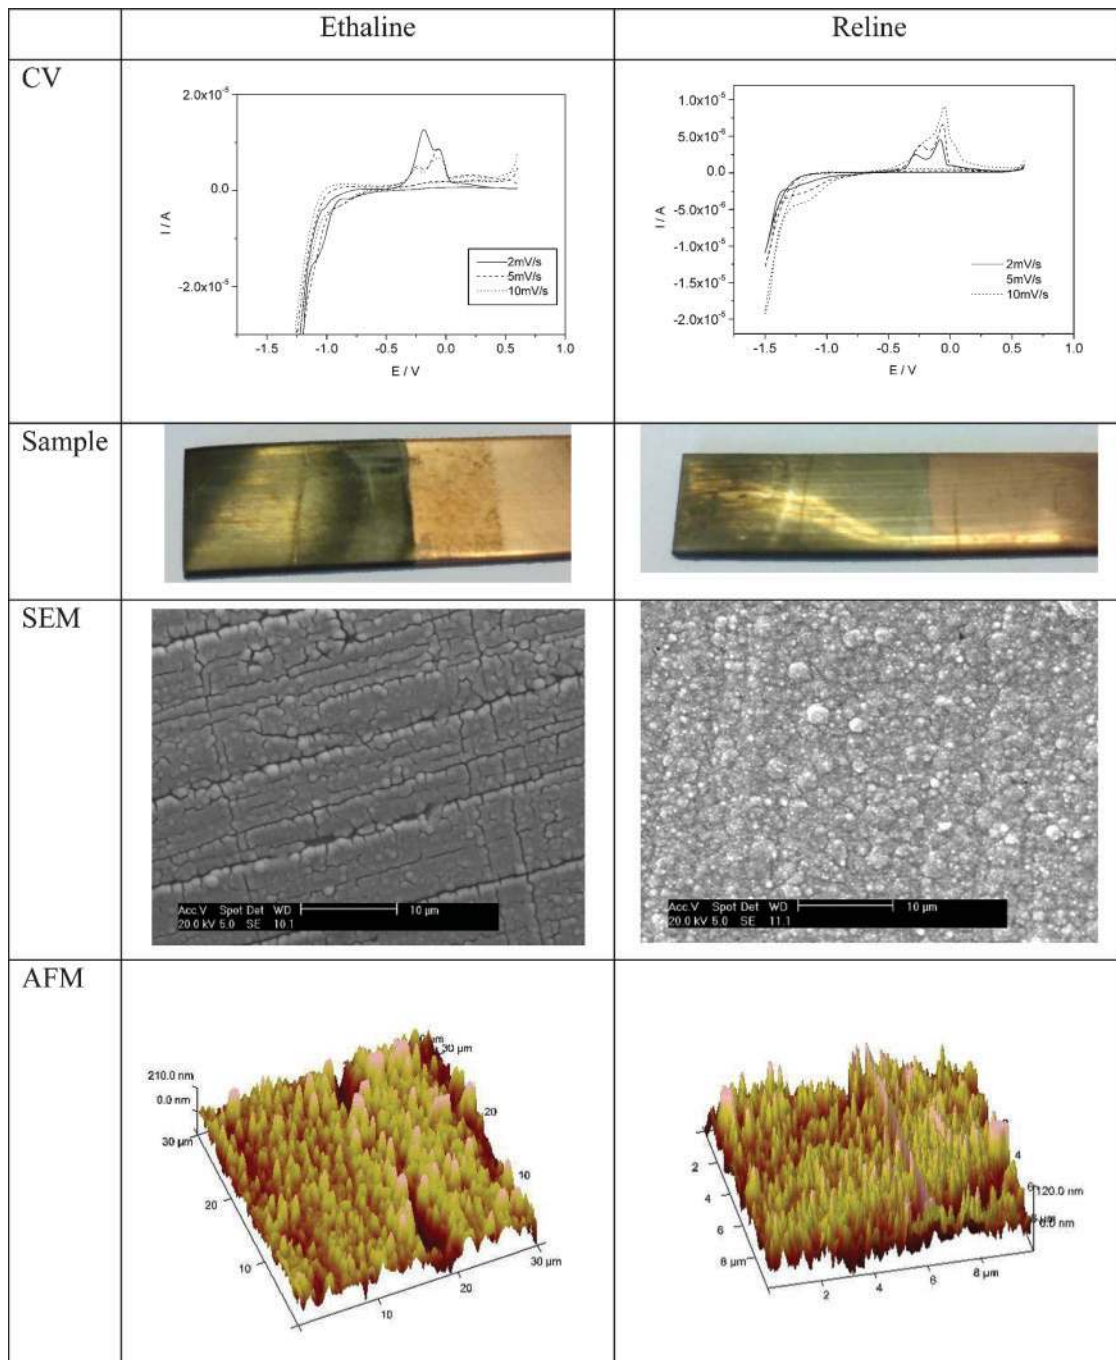 Ethaline Reline
CV
2.0x10⁻⁵
0.0
-2.0x10⁻⁵
I / A
2mV/s
5mV/s
10mV/s
-1.5 -1.0 -0.5 0.0 0.5 1.0
E / V
1.0x10⁻⁵
5.0x10⁻⁶
0.0
-5.0x10⁻⁶
-1.0x10⁻⁵
-1.5x10⁻⁵
-2.0x10⁻⁵
I / A
2mV/s
5mV/s
10mV/s
-1.5 -1.0 -0.5 0.0 0.5 1.0
E / V
Sample
SEM
Acc.V Spot Det WD 10 µm
20.0 kV 5.0 SE 10.1
Acc.V Spot Det WD 10 µm
20.0 kV 5.0 SE 11.1
AFM
210.0 nm
0.0 nm
30 µm
20
10
10
20
30 µm
10
20
30 µm
2
4
6
8 µm
2
4
6
8 µm
4
6
120.0 nm
0.0 nm